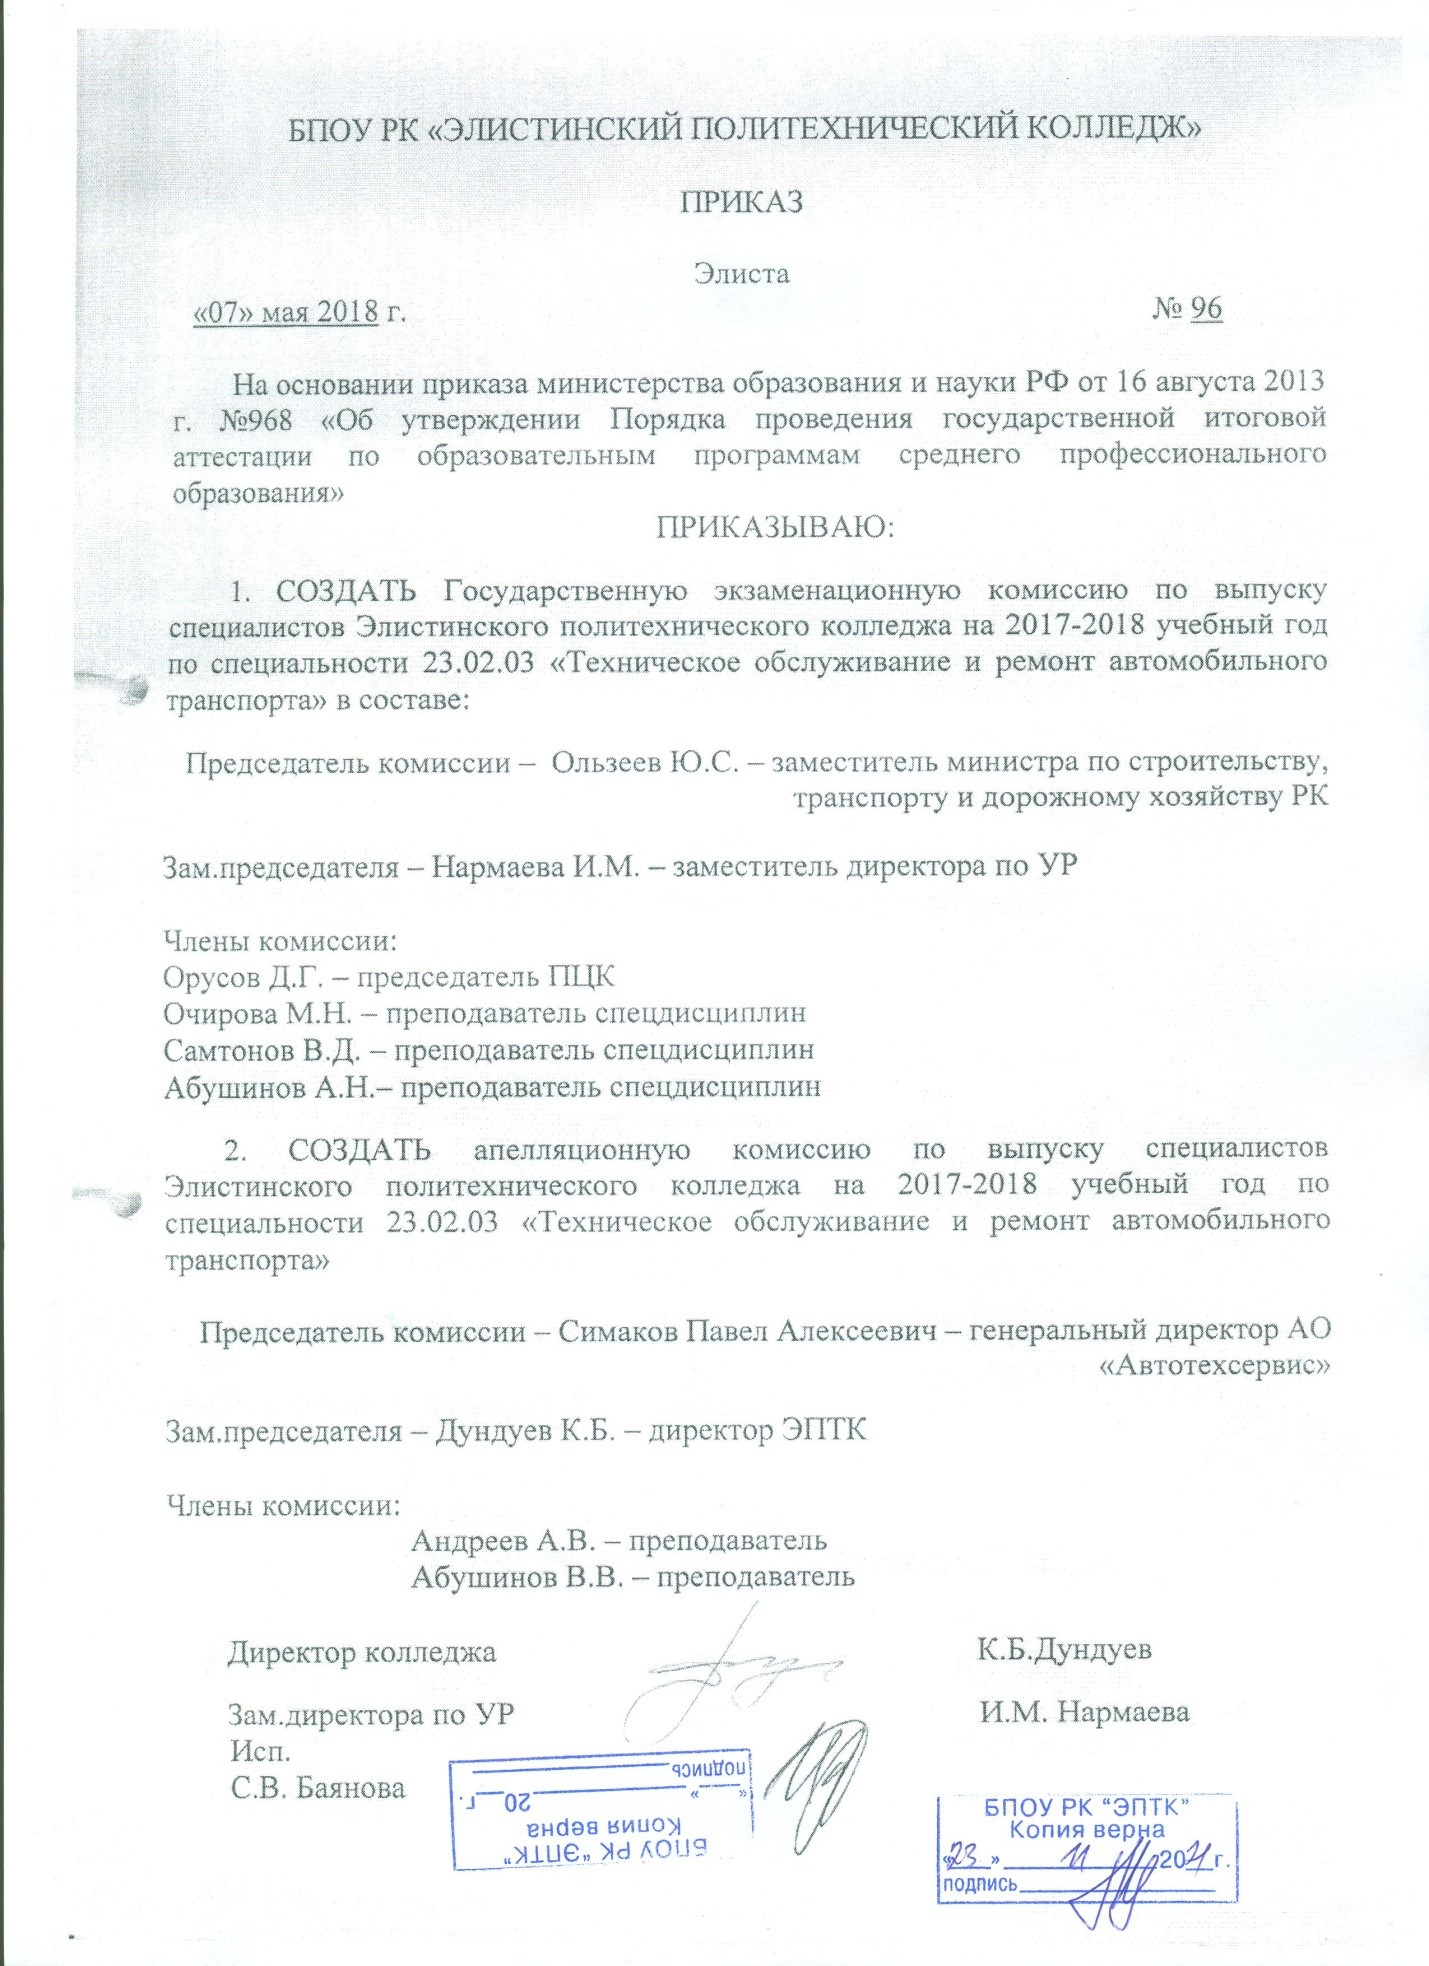 БПОУ РК «ЭЛИСТИНСКИЙ ПОЛИТЕХНИЧЕСКИЙ КОЛЛЕДЖ»
ПРИКАЗ
Элиста
«07» мая 2018 г. № 96
На основании приказа министерства образования и науки РФ от 16 августа 2013
г. №968 «Об утверждении Порядка проведения государственной итоговой
аттестации по образовательным программам среднего профессионального
образования»
ПРИКАЗЫВАЮ:
1. СОЗДАТЬ Государственную экзаменационную комиссию по выпуску
специалистов Элистинского политехнического колледжа на 2017-2018 учебный год
по специальности 23.02.03 «Техническое обслуживание и ремонт автомобильного
транспорта» в составе:
Председатель комиссии – Ользеев Ю.С. – заместитель министра по строительству,
транспорту и дорожному хозяйству РК
Зам.председателя – Нармаева И.М. – заместитель директора по УР
Члены комиссии:
Орусов Д.Г. – председатель ПЦК
Очирова М.Н. – преподаватель спецдисциплин
Самтонов В.Д. – преподаватель спецдисциплин
Абушинов А.Н.– преподаватель спецдисциплин
2. СОЗДАТЬ апелляционную комиссию по выпуску специалистов
Элистинского политехнического колледжа на 2017-2018 учебный год по
специальности 23.02.03 «Техническое обслуживание и ремонт автомобильного
транспорта»
Председатель комиссии – Симаков Павел Алексеевич – генеральный директор АО
«Автотехсервис»
Зам.председателя – Дундуев К.Б. – директор ЭПТК
Члены комиссии:
Андреев А.В. – преподаватель
Абушинов В.В. – преподаватель
Директор колледжа К.Б.Дундуев
Зам.директора по УР И.М. Нармаева
Исп.
С.В. Баянова
БПОУ РК "ЭПТК"
Копия верна
"___"________20__г.
подпись
БПОУ РК "ЭПТК"
Копия верна
«23» 11 2021 г.
подпись